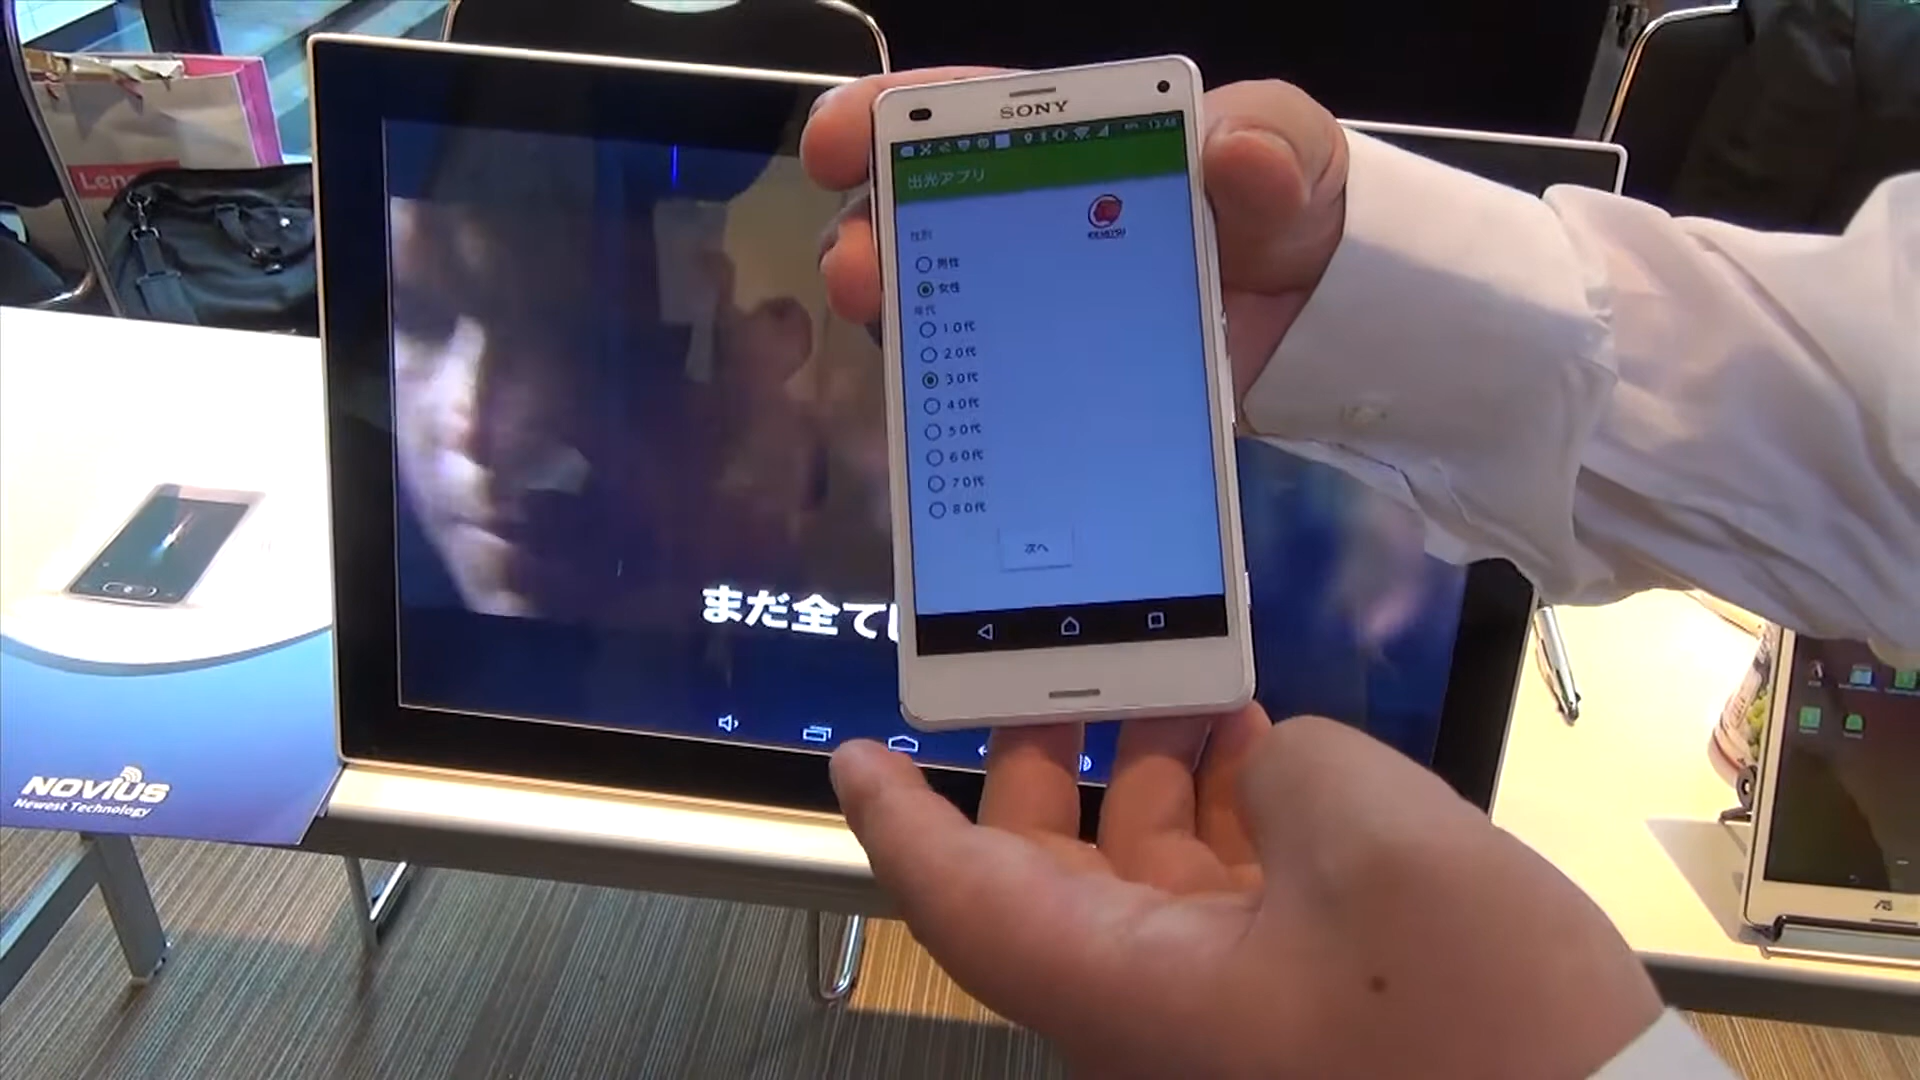 SONY
出光アプリ
IDEMITSU
性別
男性
女性
年代
10代
20代
30代
40代
50代
60代
70代
80代
次へ
まだ全て
Leno
NOVIUS
Newest Technology